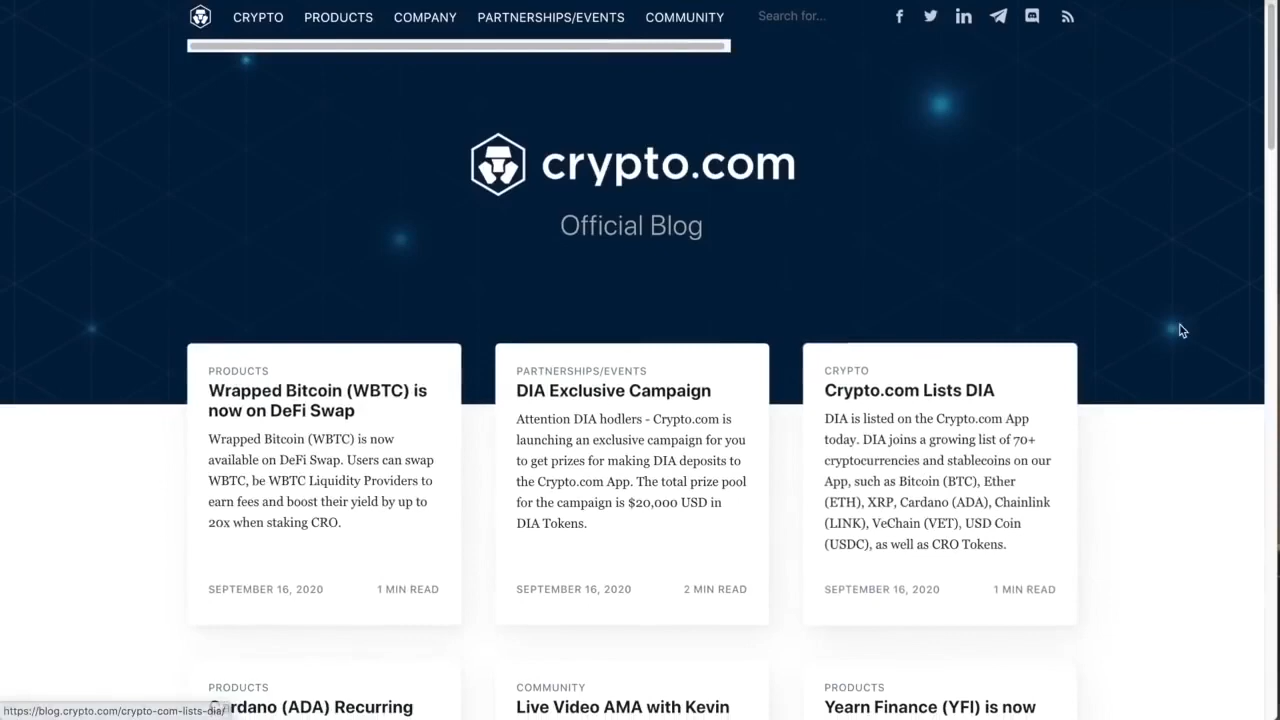 CRYPTO PRODUCTS COMPANY PARTNERSHIPS/EVENTS COMMUNITY Search for...
crypto.com
Official Blog
PRODUCTS
Wrapped Bitcoin (WBTC) is
now on DeFi Swap
Wrapped Bitcoin (WBTC) is now
available on DeFi Swap. Users can swap
WBTC, be WBTC Liquidity Providers to
earn fees and boost their yield by up to
20x when staking CRO.
SEPTEMBER 16, 2020 1 MIN READ
PARTNERSHIPS/EVENTS
DIA Exclusive Campaign
Attention DIA hodlers - Crypto.com is
launching an exclusive campaign for you
to get prizes for making DIA deposits to
the Crypto.com App. The total prize pool
for the campaign is $20,000 USD in
DIA Tokens.
SEPTEMBER 16, 2020 2 MIN READ
CRYPTO
Crypto.com Lists DIA
DIA is listed on the Crypto.com App
today. DIA joins a growing list of 70+
cryptocurrencies and stablecoins on our
App, such as Bitcoin (BTC), Ether
(ETH), XRP, Cardano (ADA), Chainlink
(LINK), VeChain (VET), USD Coin
(USDC), as well as CRO Tokens.
SEPTEMBER 16, 2020 1 MIN READ
PRODUCTS
Cardano (ADA) Recurring
COMMUNITY
Live Video AMA with Kevin
PRODUCTS
Yearn Finance (YFI) is now
https://blog.crypto.com/crypto-com-lists-dia/